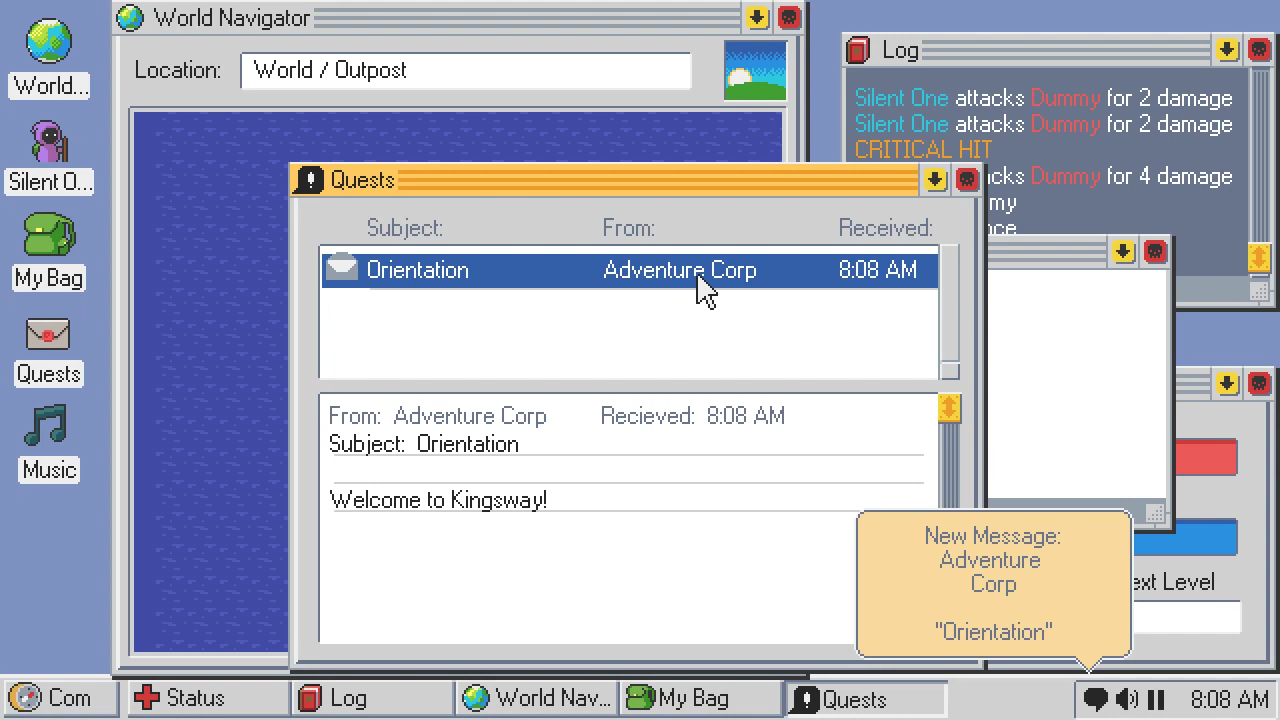 World Navigator
Location: World / Outpost
World...
Silent O...
My Bag
Quests
Music
Log
Silent One attacks Dummy for 2 damage
Silent One attacks Dummy for 2 damage
CRITICAL HIT
cks Dummy for 4 damage
my
nce
Quests
Subject: From: Received:
Orientation Adventure Corp 8:08 AM
From: Adventure Corp Recieved: 8:08 AM
Subject: Orientation
Welcome to Kingsway!
New Message:
Adventure
Corp
"Orientation"
ext Level
Com Status Log World Nav... My Bag Quests 8:08 AM